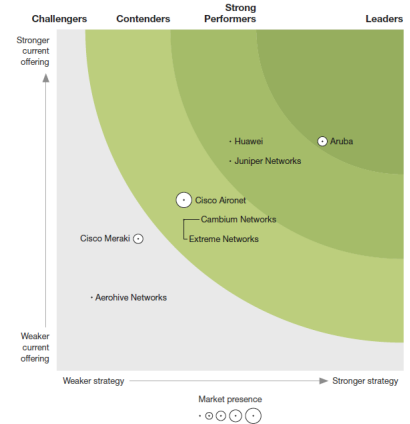 Challengers
Contenders
Strong
Performers
Leaders
Stronger
current
offering
Huawei
Aruba
Juniper Networks
Cisco Aironet
Cambium Networks
Cisco Meraki
Extreme Networks
Aerohive Networks
Weaker
current
offering
Weaker strategy
Stronger strategy
Market presence